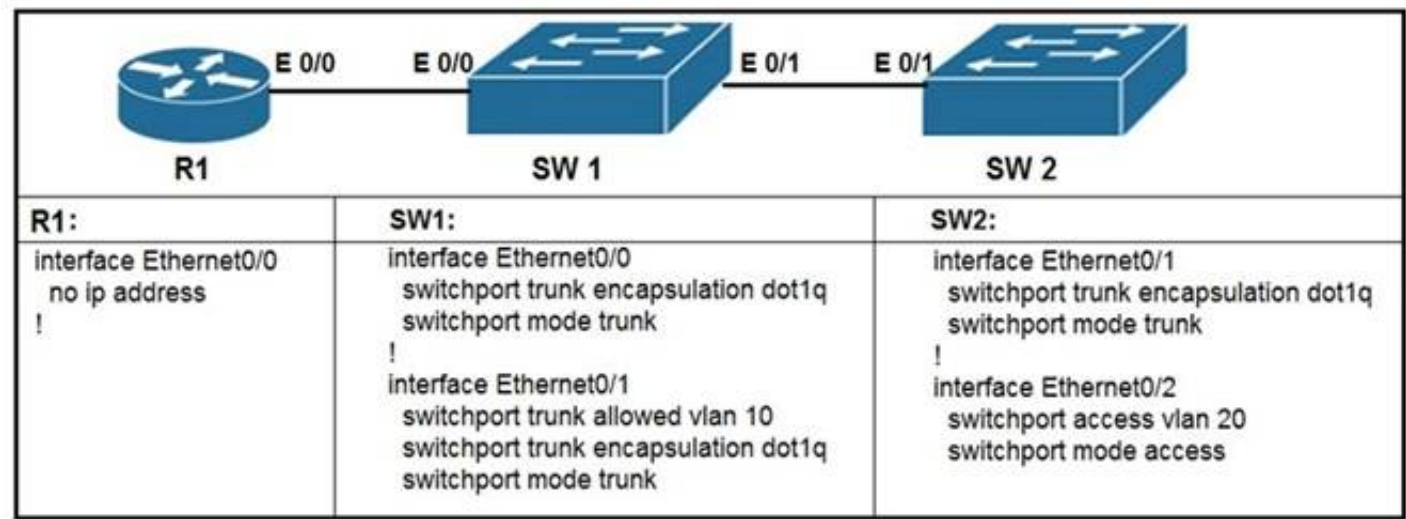 E 0/0
E 0/0
E 0/1
E 0/1
R1
SW 1
SW 2
R1:
interface Ethernet0/0
no ip address
!
SW1:
interface Ethernet0/0
switchport trunk encapsulation dot1q
switchport mode trunk
!
interface Ethernet0/1
switchport trunk allowed vlan 10
switchport trunk encapsulation dot1q
switchport mode trunk
SW2:
interface Ethernet0/1
switchport trunk encapsulation dot1q
switchport mode trunk
!
interface Ethernet0/2
switchport access vlan 20
switchport mode access